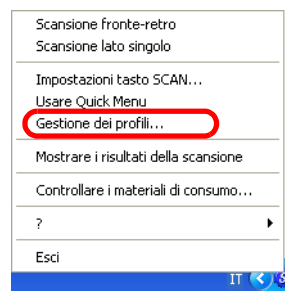 Scansione fronte-retro
Scansione lato singolo
Impostazioni tasto SCAN...
Usare Quick Menu
Gestione dei profili...
Mostrare i risultati della scansione
Controllare i materiali di consumo...
?
Esci
IT